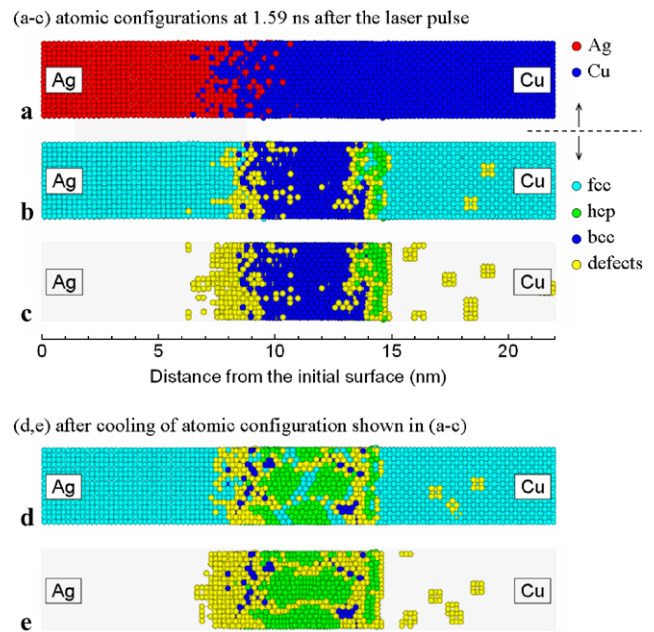 (a-c) atomic configurations at 1.59 ns after the laser pulse
Ag
Cu
a
Ag
Cu
Ag
Cu
b
fcc
hcp
bcc
defects
Ag
Cu
c
0 5 10 15 20
Distance from the initial surface (nm)
(d,e) after cooling of atomic configuration shown in (a-c)
Ag
Cu
d
Ag
Cu
e